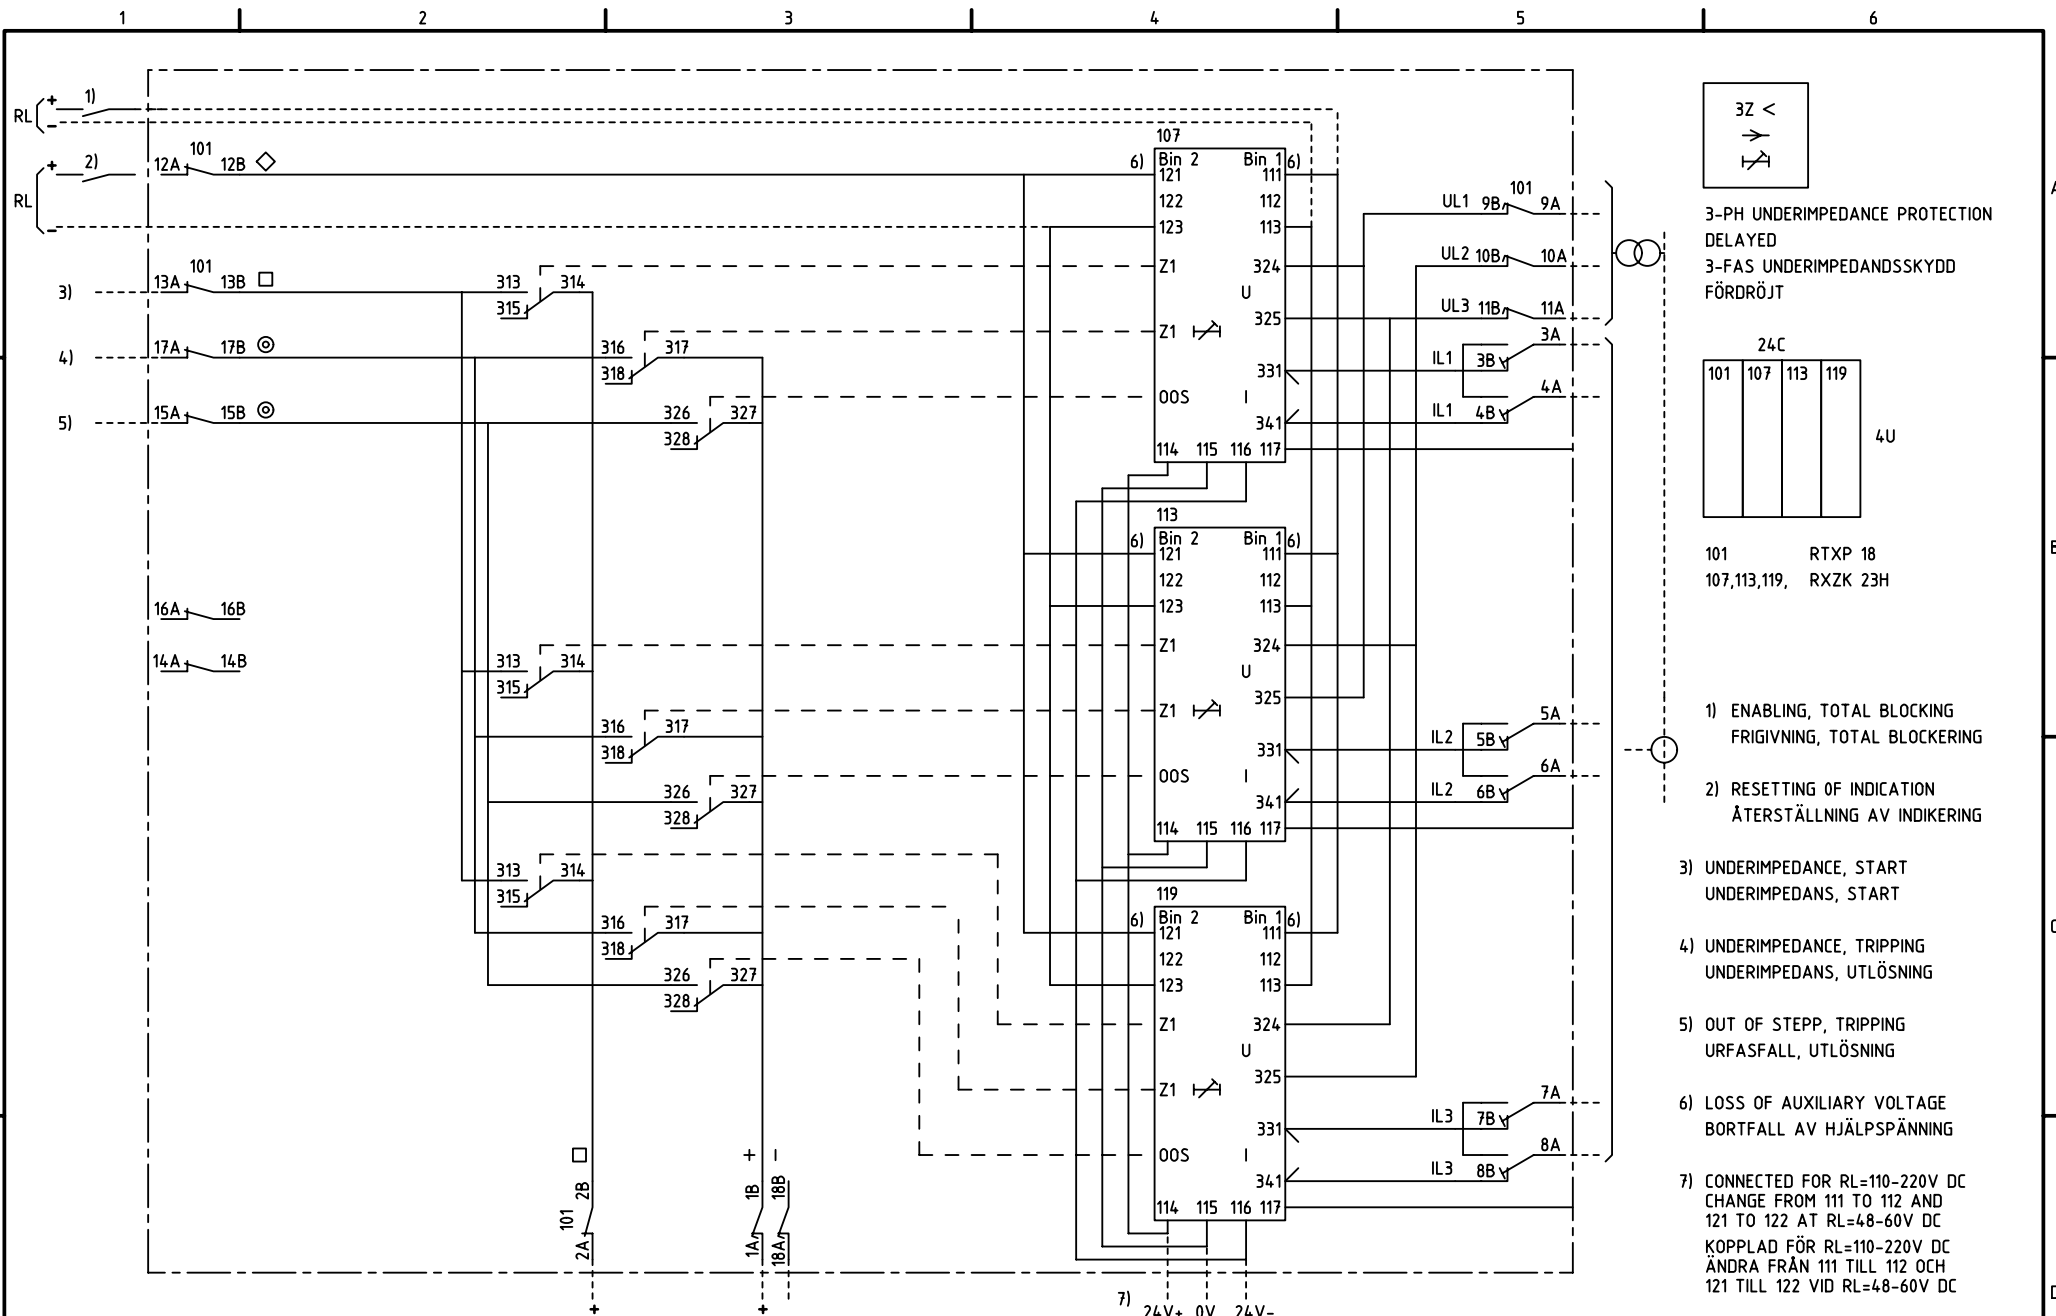 1 2 3 4 5 6
RL + 1)
−
RL + 2) 12A 101 12B
−
3) 13A 101 13B
4) 17A 17B
5) 15A 15B
16A 16B
14A 14B
313 314
315
316 317
318
326 327
328
313 314
315
316 317
318
326 327
328
313 314
315
316 317
318
326 327
328
101 2A 2B
+
+ −
1A 1B 18A 18B
+
107
6) Bin 2 Bin 1 6)
121 111
122 112
123 113
Z1 324
U
325
Z1
331
OOS I
341
114 115 116 117
113
6) Bin 2 Bin 1 6)
121 111
122 112
123 113
Z1 324
U
325
Z1
331
OOS I
341
114 115 116 117
119
6) Bin 2 Bin 1 6)
121 111
122 112
123 113
Z1 324
U
325
Z1
331
OOS I
341
114 115 116 117
7) 24V+ 0V 24V−
UL1 9B 101 9A
UL2 10B 10A
UL3 11B 11A
IL1 3B 3A
IL1 4B 4A
IL2 5B 5A
IL2 6B 6A
IL3 7B 7A
IL3 8B 8A
3Z <
3-PH UNDERIMPEDANCE PROTECTION
DELAYED
3-FAS UNDERIMPEDANDSSKYDD
FÖRDRÖJT
24C
101 107 113 119
4U
101 RTXP 18
107,113,119, RXZK 23H
1) ENABLING, TOTAL BLOCKING
FRIGIVNING, TOTAL BLOCKERING
2) RESETTING OF INDICATION
ÅTERSTÄLLNING AV INDIKERING
3) UNDERIMPEDANCE, START
UNDERIMPEDANS, START
4) UNDERIMPEDANCE, TRIPPING
UNDERIMPEDANS, UTLÖSNING
5) OUT OF STEPP, TRIPPING
URFASFALL, UTLÖSNING
6) LOSS OF AUXILIARY VOLTAGE
BORTFALL AV HJÄLPSPÄNNING
7) CONNECTED FOR RL=110-220V DC
CHANGE FROM 111 TO 112 AND
121 TO 122 AT RL=48-60V DC
KOPPLAD FÖR RL=110-220V DC
ÄNDRA FRÅN 111 TILL 112 OCH
121 TILL 122 VID RL=48-60V DC